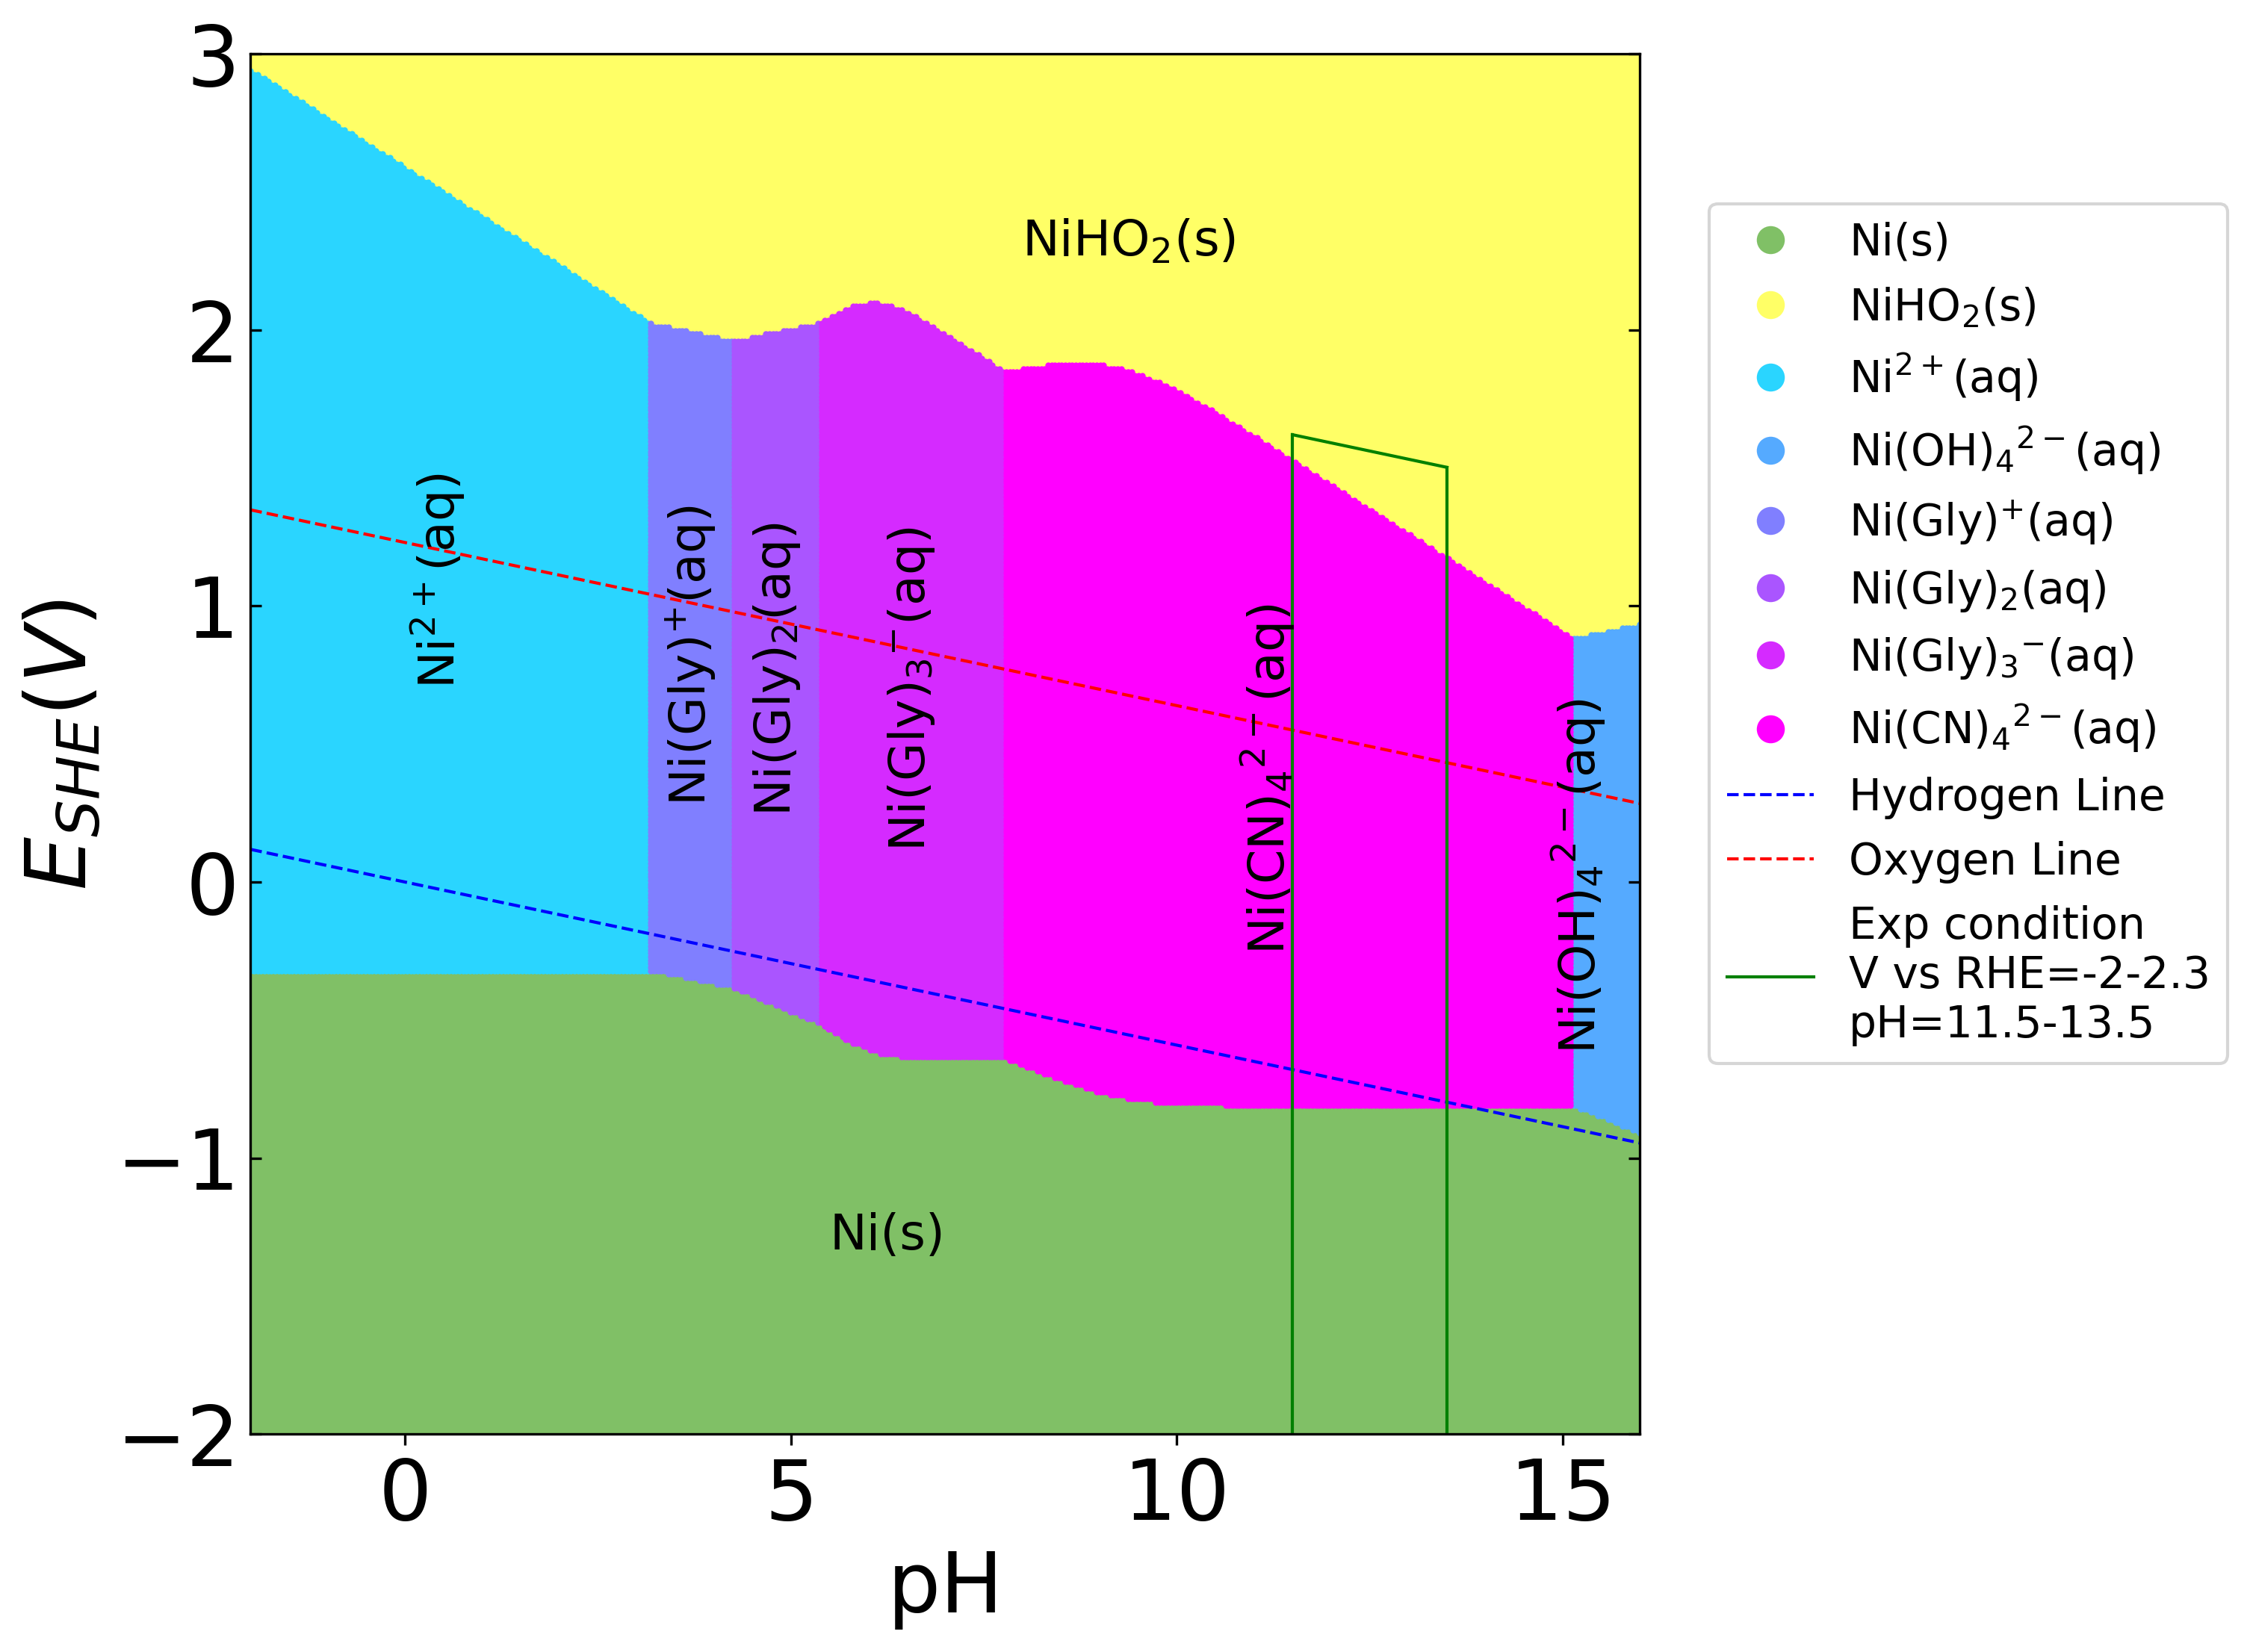 3
2
1
0
−1
−2
E_SHE(V)
0 5 10 15
pH
NiHO₂(s)
Ni²⁺(aq)
Ni(Gly)⁺(aq)
Ni(Gly)₂(aq)
Ni(Gly)₃⁻(aq)
Ni(CN)₄²⁻(aq)
Ni(OH)₄²⁻(aq)
Ni(s)
Ni(s)
NiHO₂(s)
Ni²⁺(aq)
Ni(OH)₄²⁻(aq)
Ni(Gly)⁺(aq)
Ni(Gly)₂(aq)
Ni(Gly)₃⁻(aq)
Ni(CN)₄²⁻(aq)
Hydrogen Line
Oxygen Line
Exp condition
V vs RHE=-2-2.3
pH=11.5-13.5